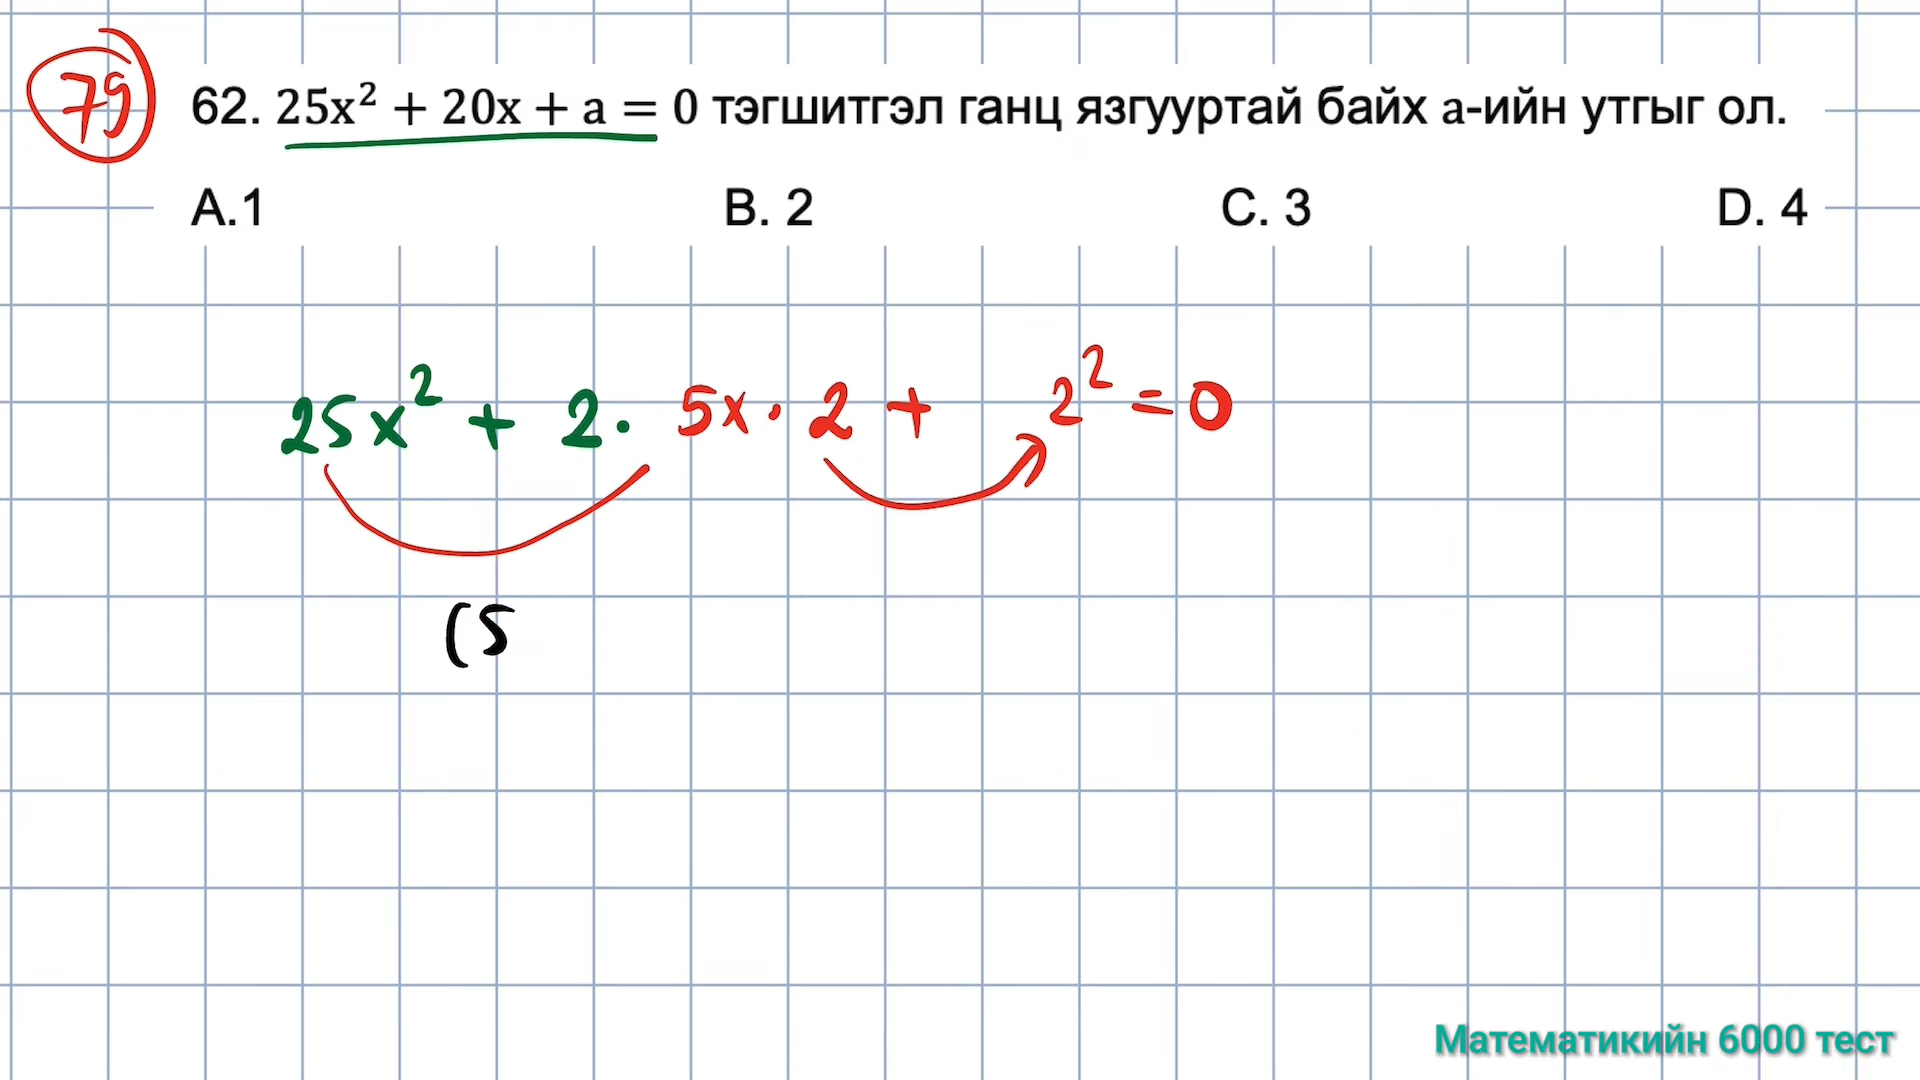 79
62. 25x² + 20x + a = 0 тэгшитгэл ганц язгууртай байх a-ийн утгыг ол.
A.1 B. 2 C. 3 D. 4
25x² + 2 · 5x · 2 + 2² = 0
(5
Математикийн 6000 тест